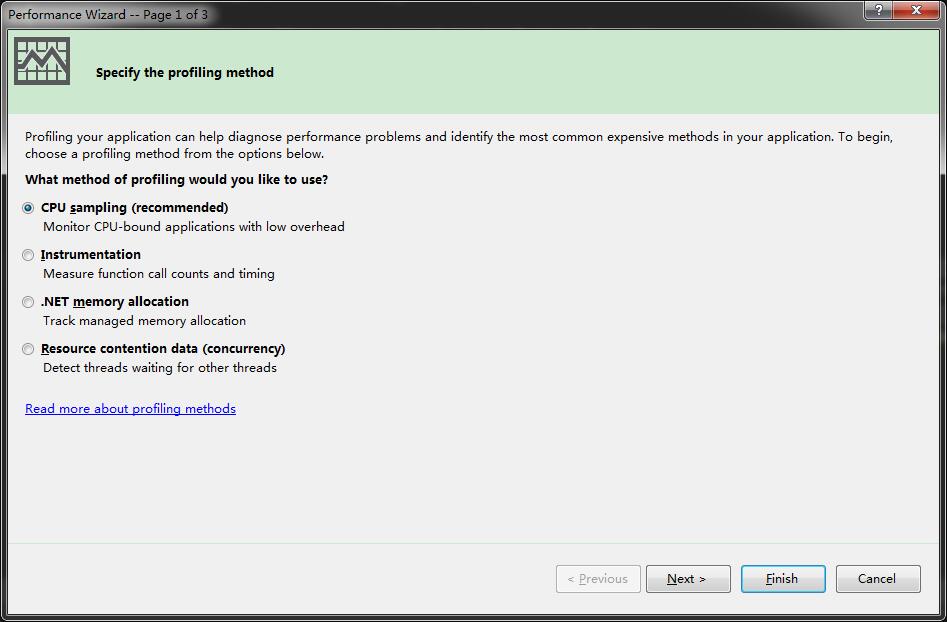 Performance Wizard -- Page 1 of 3
?
X
Specify the profiling method
Profiling your application can help diagnose performance problems and identify the most common expensive methods in your application. To begin,
choose a profiling method from the options below.
What method of profiling would you like to use?
CPU sampling (recommended)
Monitor CPU-bound applications with low overhead
Instrumentation
Measure function call counts and timing
.NET memory allocation
Track managed memory allocation
Resource contention data (concurrency)
Detect threads waiting for other threads
Read more about profiling methods
< Previous
Next >
Finish
Cancel